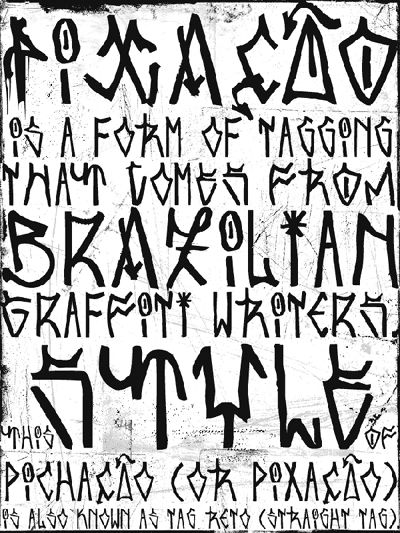 PIXAÇÃO
IS A FORM OF TAGGING
THAT COMES FROM
BRAZILIAN
GRAFFITI WRITERS.
THIS STYLE OF
PICHAÇÃO (OR PIXAÇÃO)
IS ALSO KNOWN AS TAG RETO (STRAIGHT TAG).